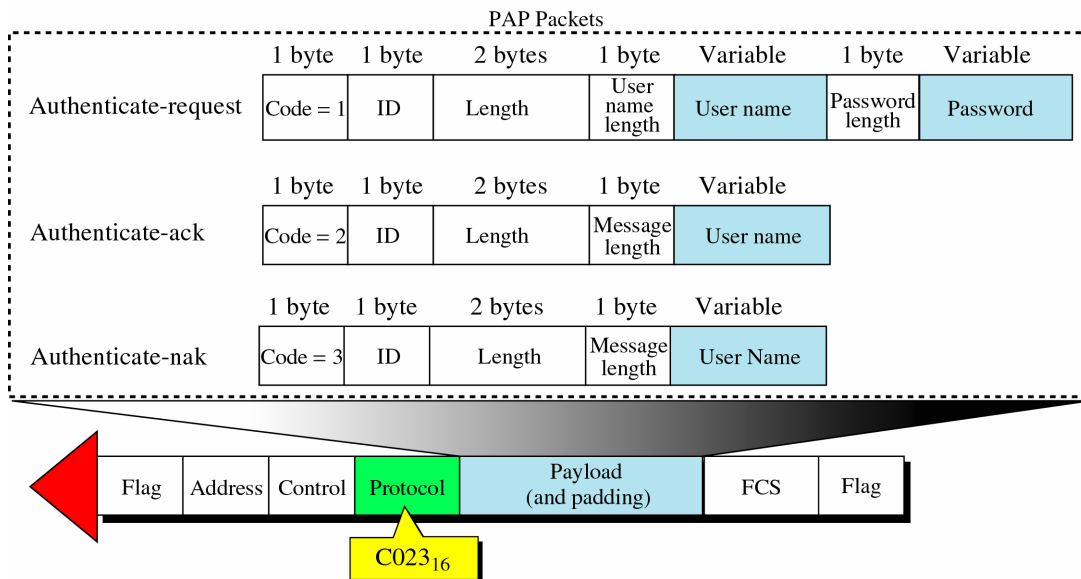 PAP Packets
1 byte 1 byte 2 bytes 1 byte Variable 1 byte Variable
Authenticate-request
Code = 1
ID
Length
User
name
length
User name
Password
length
Password
1 byte 1 byte 2 bytes 1 byte Variable
Authenticate-ack
Code = 2
ID
Length
Message
length
User name
1 byte 1 byte 2 bytes 1 byte Variable
Authenticate-nak
Code = 3
ID
Length
Message
length
User Name
Flag
Address
Control
Protocol
Payload
(and padding)
FCS
Flag
C023₁₆